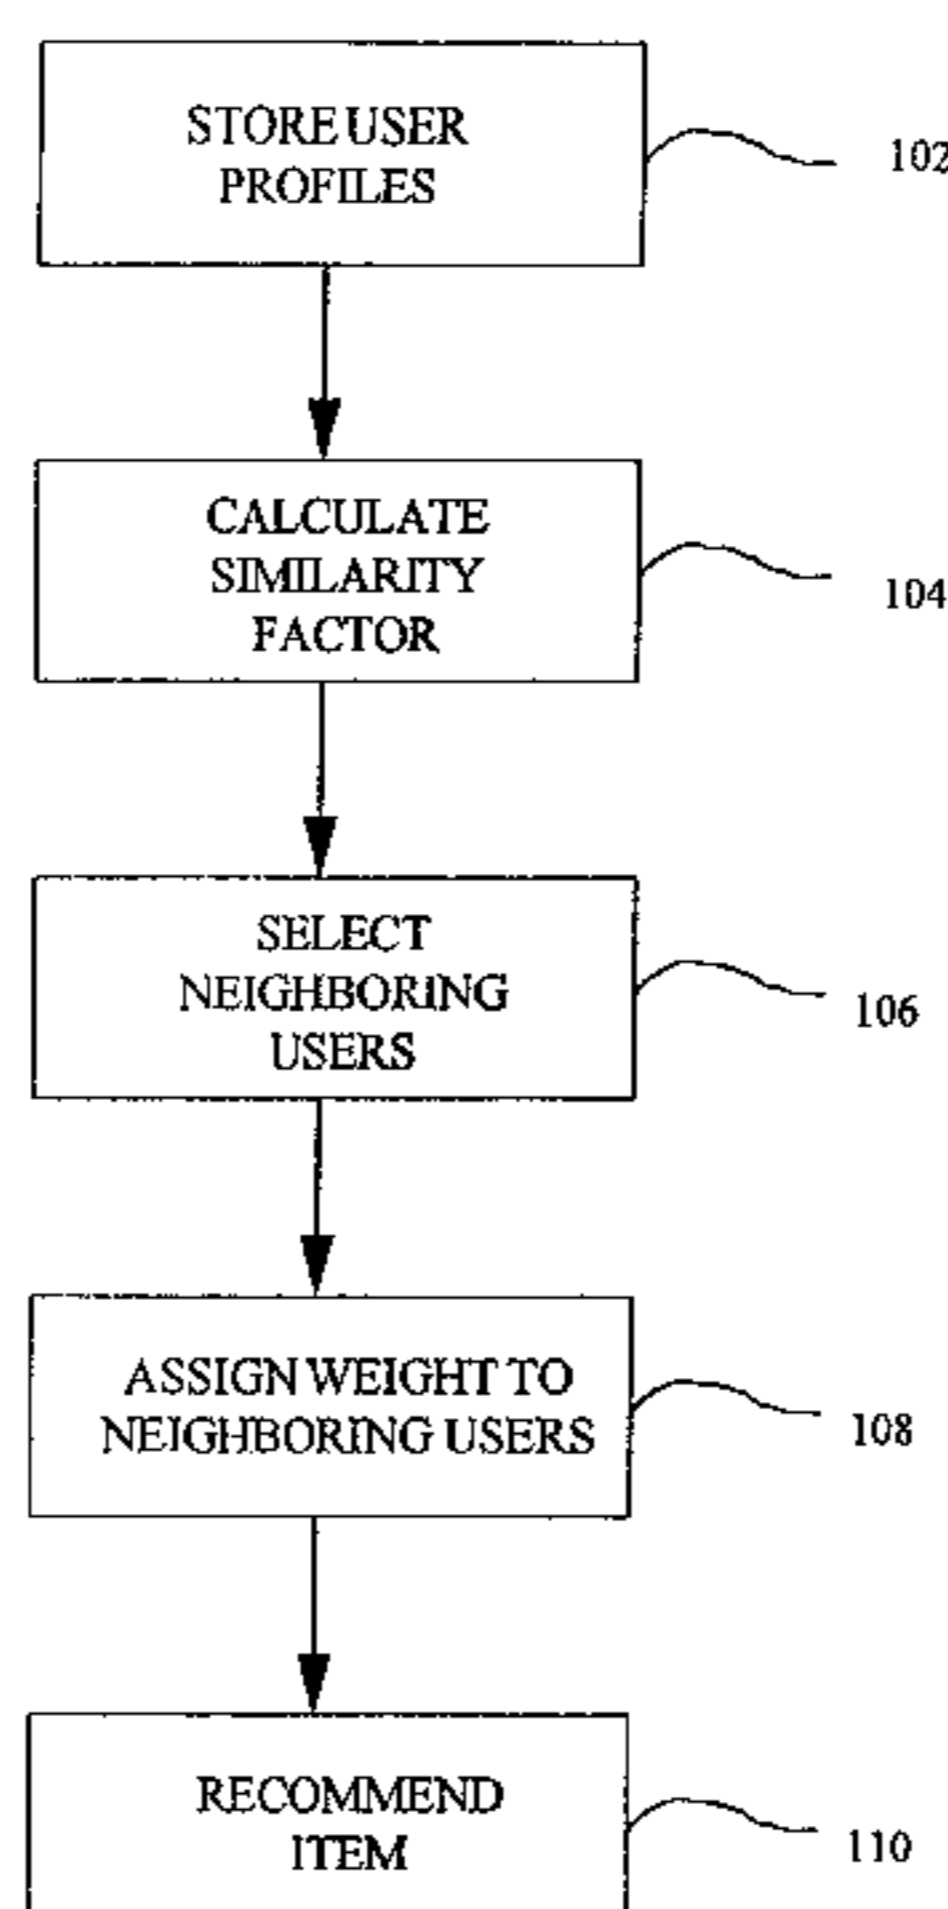 STORE USER
PROFILES
102
CALCULATE
SIMILARITY
FACTOR
104
SELECT
NEIGHBORING
USERS
106
ASSIGN WEIGHT TO
NEIGHBORING USERS
108
RECOMMEND
ITEM
110